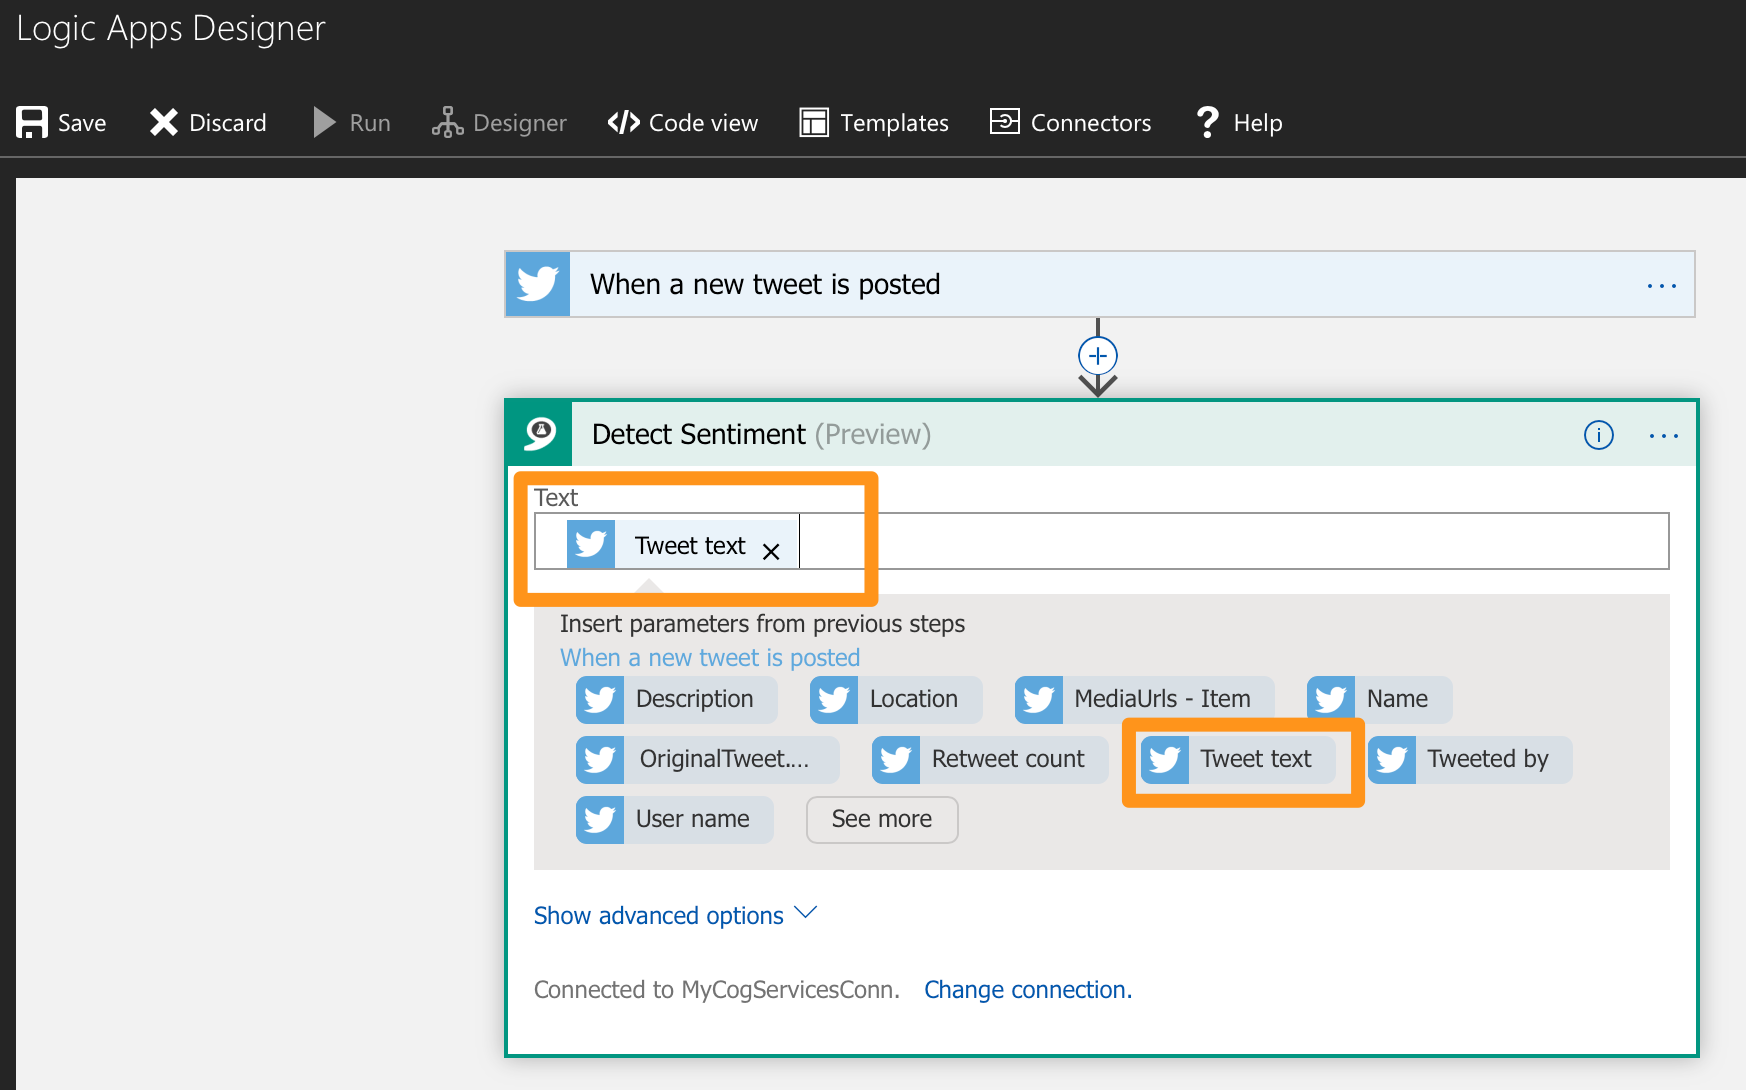 Logic Apps Designer
Save Discard Run Designer </> Code view Templates Connectors ? Help
When a new tweet is posted ...
Detect Sentiment (Preview) i ...
Text
Tweet text ×
Insert parameters from previous steps
When a new tweet is posted
Description Location MediaUrls - Item Name
OriginalTweet.... Retweet count Tweet text Tweeted by
User name See more
Show advanced options
Connected to MyCogServicesConn. Change connection.